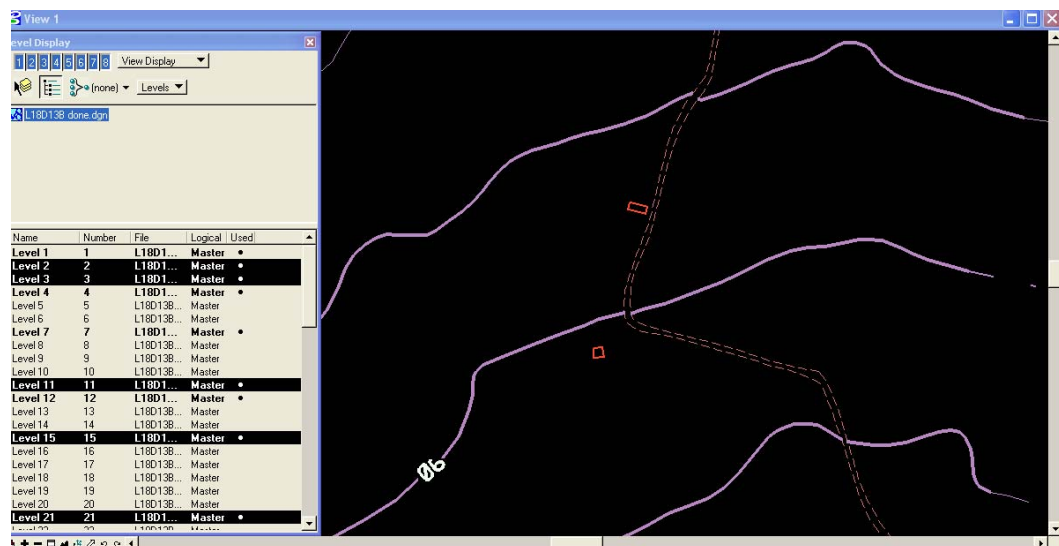 View 1
evel Display
1 2 3 4 5 6 7 8 View Display
(none) Levels
L18D13B done.dgn
Name Number File Logical Used
Level 1 1 L18D1... Master •
Level 2 2 L18D1... Master •
Level 3 3 L18D1... Master •
Level 4 4 L18D1... Master •
Level 5 5 L18D13B... Master
Level 6 6 L18D13B... Master
Level 7 7 L18D1... Master •
Level 8 8 L18D13B... Master
Level 9 9 L18D13B... Master
Level 10 10 L18D13B... Master
Level 11 11 L18D1... Master •
Level 12 12 L18D1... Master •
Level 13 13 L18D13B... Master
Level 14 14 L18D13B... Master
Level 15 15 L18D1... Master •
Level 16 16 L18D13B... Master
Level 17 17 L18D13B... Master
Level 18 18 L18D13B... Master
Level 19 19 L18D13B... Master
Level 20 20 L18D13B... Master
Level 21 21 L18D1... Master •